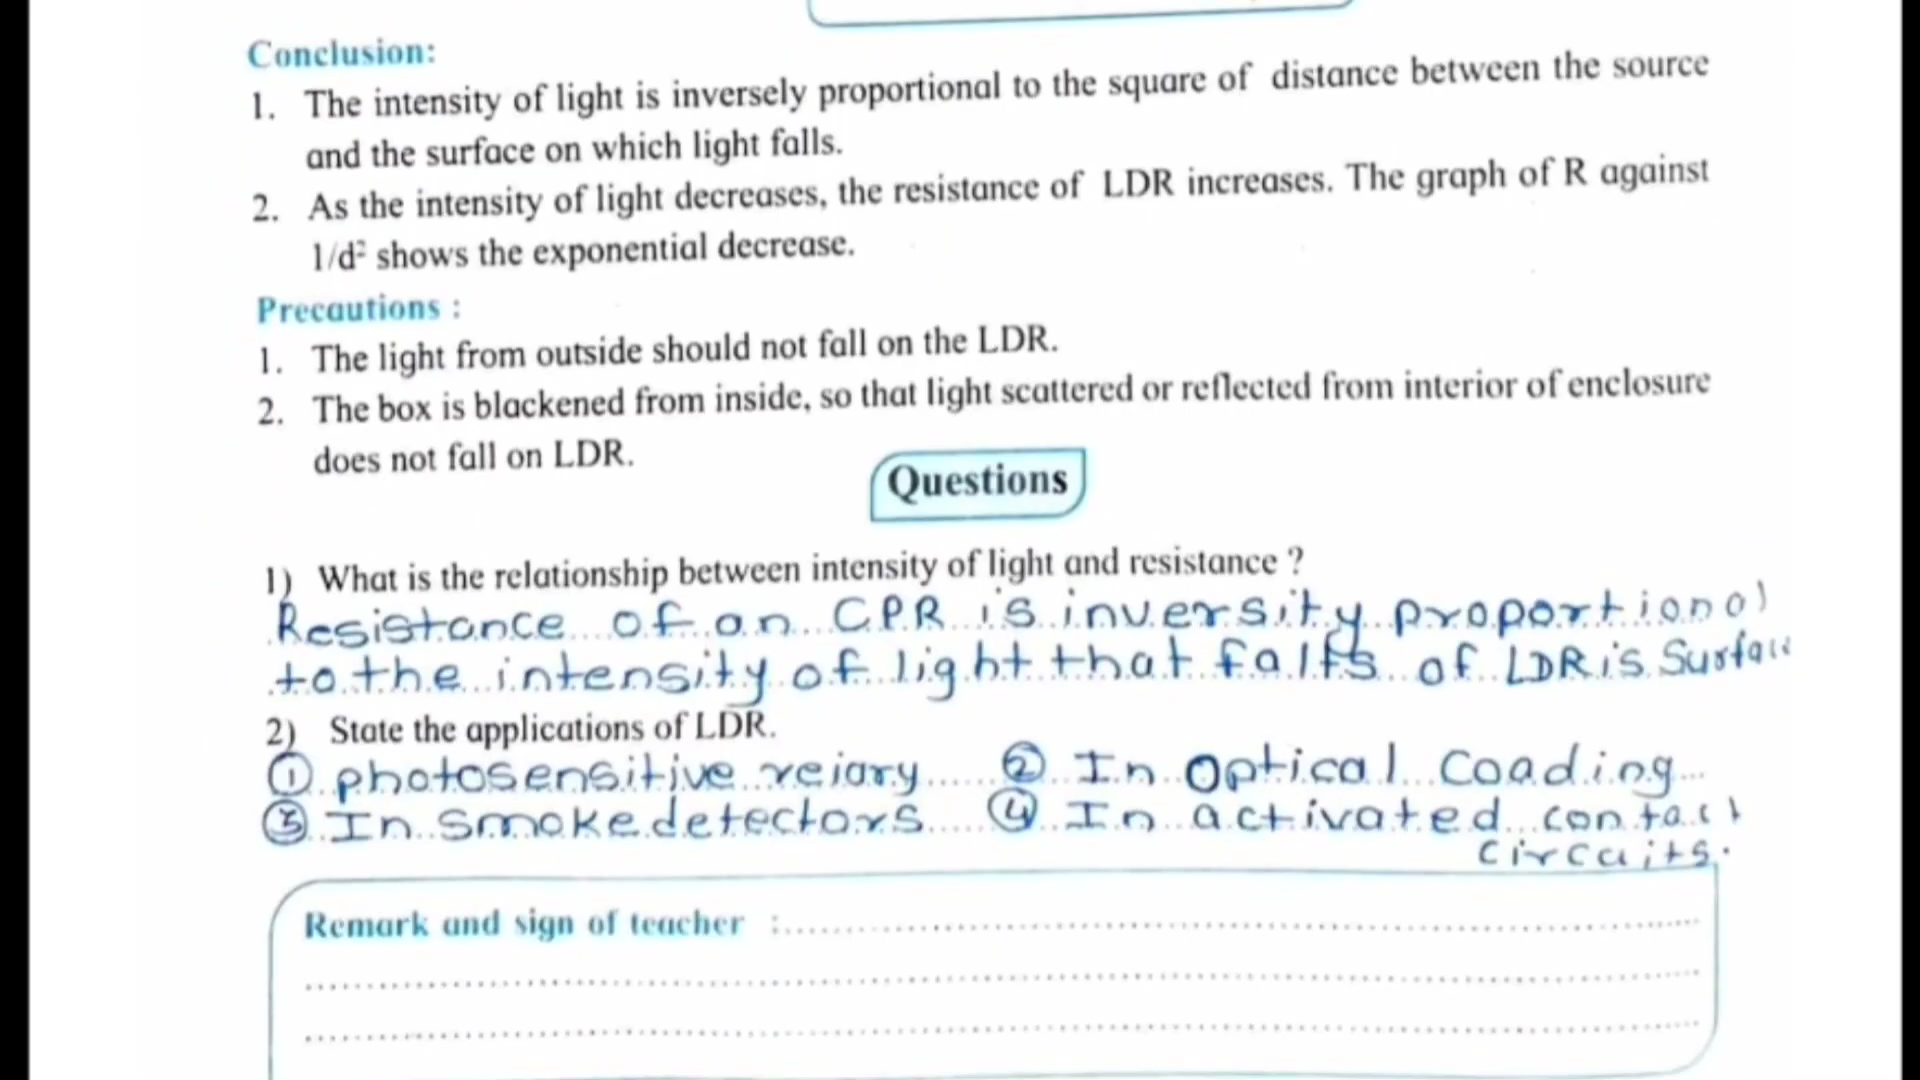 Conclusion:
1. The intensity of light is inversely proportional to the square of distance between the source
and the surface on which light falls.
2. As the intensity of light decreases, the resistance of LDR increases. The graph of R against
1/d² shows the exponential decrease.
Precautions :
1. The light from outside should not fall on the LDR.
2. The box is blackened from inside, so that light scattered or reflected from interior of enclosure
does not fall on LDR.
Questions
1) What is the relationship between intensity of light and resistance ?
Resistance of an CPR is inversity proportional
to the intensity of light that falls of LDR is Surface
2) State the applications of LDR.
① photosensitive reiary ② In Optical Coading
③ In smoke detectors ④ In activated contact
circuits.
Remark and sign of teacher :